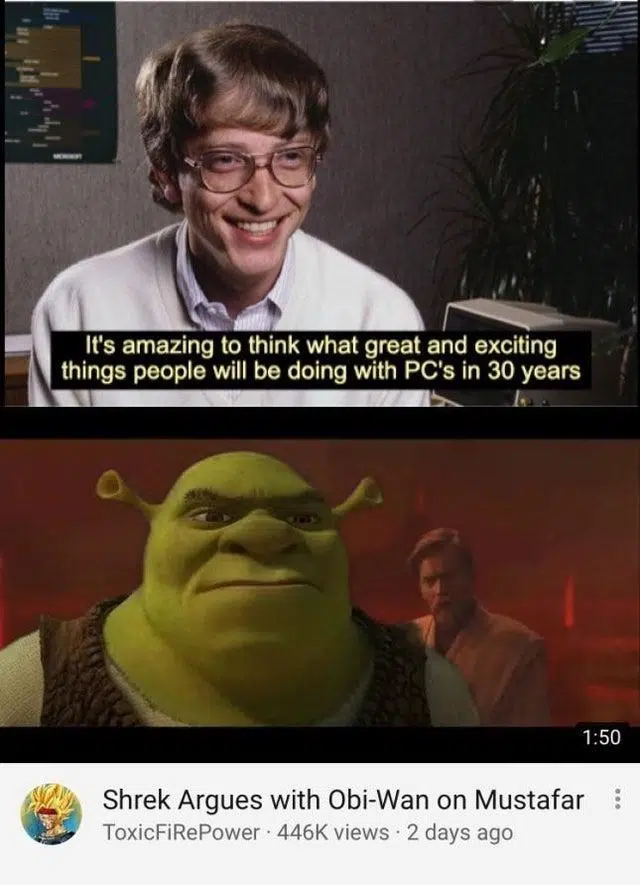 MICROSOFT
It's amazing to think what great and exciting
things people will be doing with PC's in 30 years
1:50
Shrek Argues with Obi-Wan on Mustafar
ToxicFiRePower · 446K views · 2 days ago